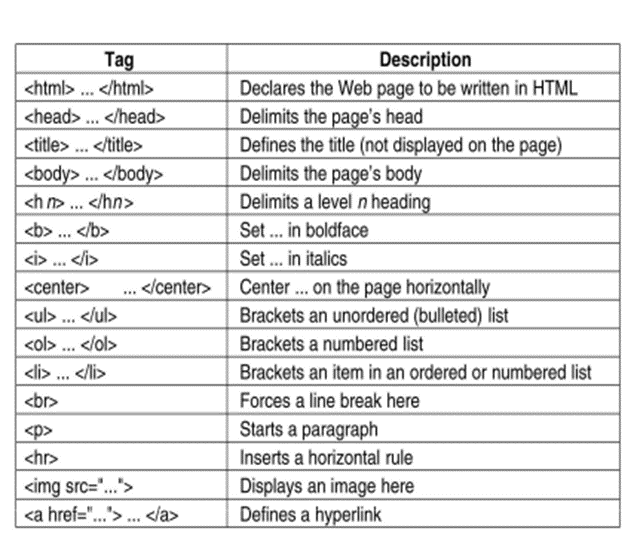 Tag Description
<html> ... </html> Declares the Web page to be written in HTML
<head> ... </head> Delimits the page's head
<title> ... </title> Defines the title (not displayed on the page)
<body> ... </body> Delimits the page's body
<h n> ... </hn> Delimits a level n heading
<b> ... </b> Set ... in boldface
<i> ... </i> Set ... in italics
<center> ... </center> Center ... on the page horizontally
<ul> ... </ul> Brackets an unordered (bulleted) list
<ol> ... </ol> Brackets a numbered list
<li> ... </li> Brackets an item in an ordered or numbered list
<br> Forces a line break here
<p> Starts a paragraph
<hr> Inserts a horizontal rule
<img src="..."> Displays an image here
<a href="..."> ... </a> Defines a hyperlink